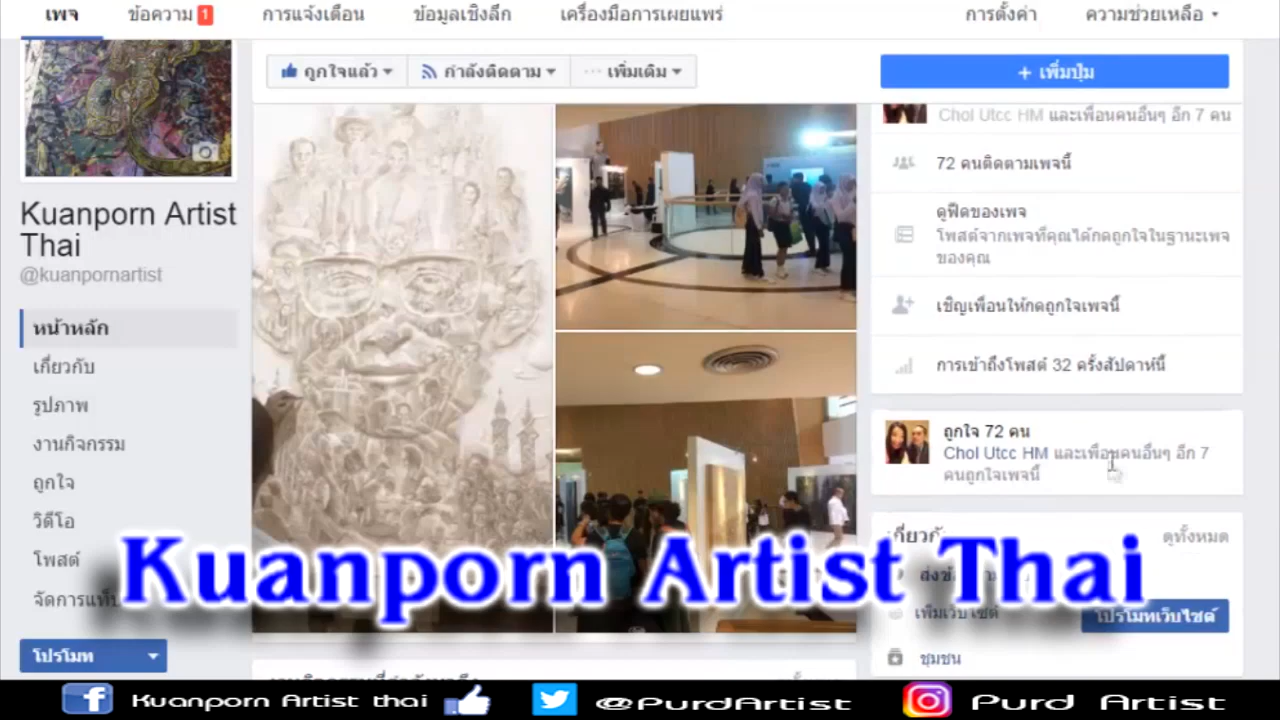 เพจ ข้อความ 1 การแจ้งเตือน ข้อมูลเชิงลึก เครื่องมือการเผยแพร่ การตั้งค่า ความช่วยเหลือ
ถูกใจแล้ว กำลังติดตาม ··· เพิ่มเติม + เพิ่มปุ่ม
Kuanporn Artist
Thai
@kuanpornartist
หน้าหลัก
เกี่ยวกับ
รูปภาพ
งานกิจกรรม
ถูกใจ
วิดีโอ
โพสต์
จัดการแท็บ
โปรโมท
Chol Utcc HM และเพื่อนคนอื่นๆ อีก 7 คน
72 คนติดตามเพจนี้
ดูฟีดของเพจ
โพสต์จากเพจที่คุณได้กดถูกใจในฐานะเพจ
ของคุณ
เชิญเพื่อนให้กดถูกใจเพจนี้
การเข้าถึงโพสต์ 32 ครั้งสัปดาห์นี้
ถูกใจ 72 คน
Chol Utcc HM และเพื่อนคนอื่นๆ อีก 7
คนถูกใจเพจนี้
เกี่ยวกับ ดูทั้งหมด
เพิ่มเว็บไซต์ โปรโมทเว็บไซต์
ชุมชน
Kuanporn Artist Thai
Kuanporn Artist thai @PurdArtist Purd Artist